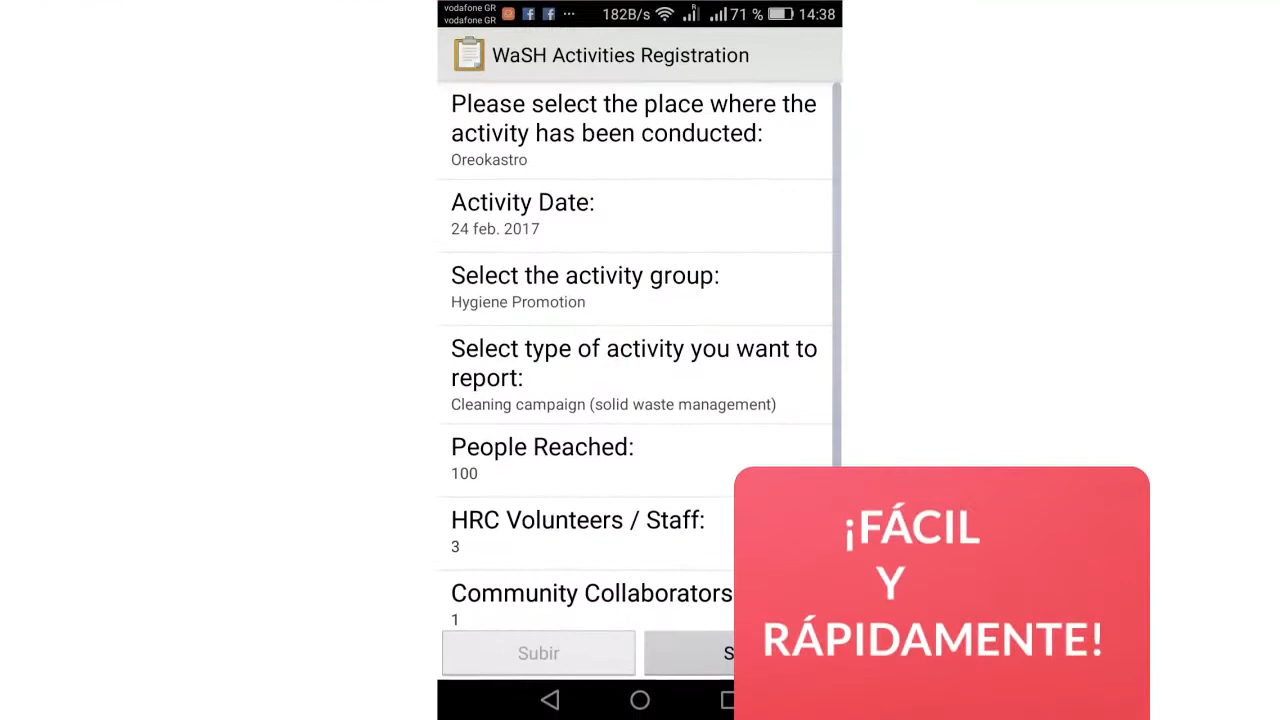 vodafone GR
vodafone GR
182B/s
R
71 %
14:38
WaSH Activities Registration
Please select the place where the
activity has been conducted:
Oreokastro
Activity Date:
24 feb. 2017
Select the activity group:
Hygiene Promotion
Select type of activity you want to
report:
Cleaning campaign (solid waste management)
People Reached:
100
HRC Volunteers / Staff:
3
Community Collaborators
1
Subir
S
¡FÁCIL
Y
RÁPIDAMENTE!